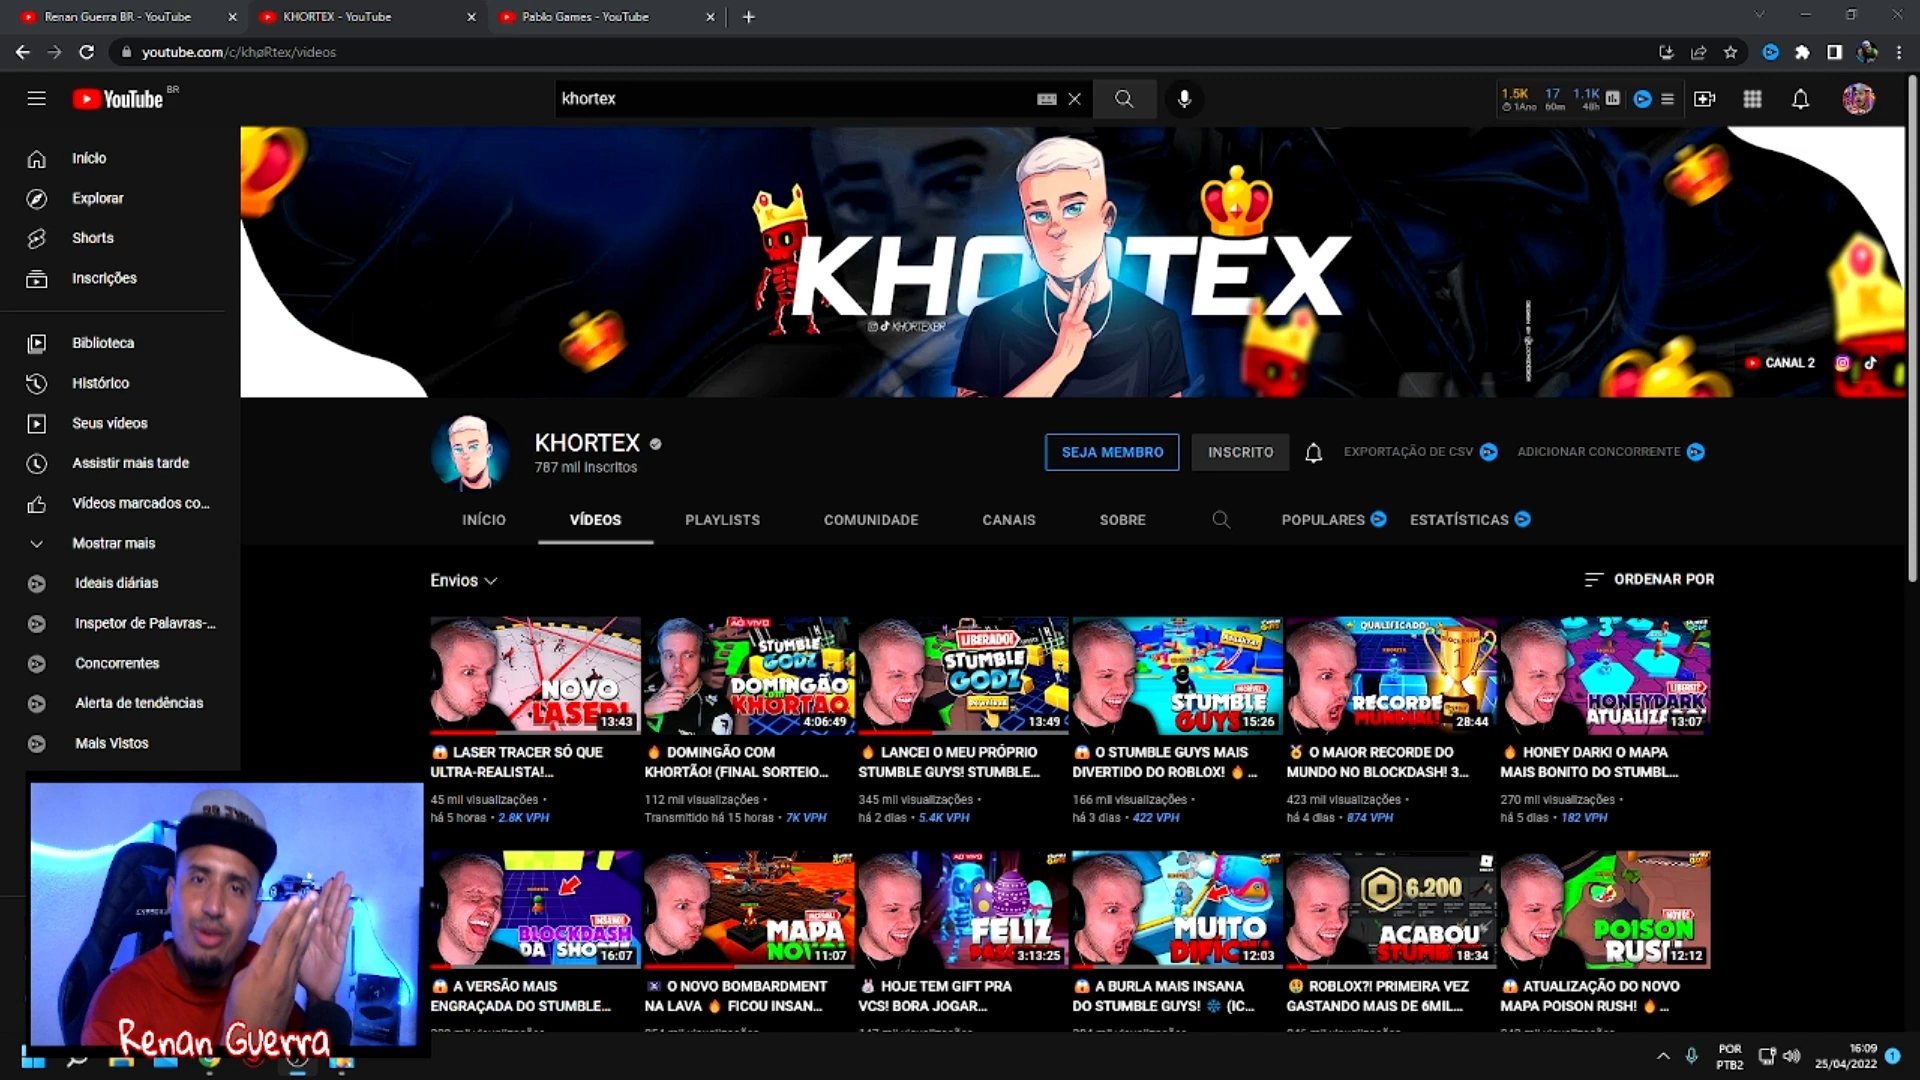 Renan Guerra BR - YouTube
KHORTEX - YouTube
Pablo Games - YouTube
youtube.com/c/khøRtex/videos
YouTube BR
khortex
1.5K 17 1.1K
1Ano 60m 48h
Início
Explorar
Shorts
Inscrições
Biblioteca
Histórico
Seus vídeos
Assistir mais tarde
Vídeos marcados co...
Mostrar mais
Ideais diárias
Inspetor de Palavras-...
Concorrentes
Alerta de tendências
Mais Vistos
KHORTEX
KHORTEXBR
CANAL 2
KHORTEX
787 mil inscritos
SEJA MEMBRO
INSCRITO
EXPORTAÇÃO DE CSV
ADICIONAR CONCORRENTE
INÍCIO
VÍDEOS
PLAYLISTS
COMUNIDADE
CANAIS
SOBRE
POPULARES
ESTATÍSTICAS
Envios
ORDENAR POR
NOVO
LASER!
13:43
AO VIVO
STUMBLE
GODZ
DOMINGÃO
com
KHORTÃO
4:06:49
LIBERADO!
STUMBLE
GODZ
Download
13:49
STUMBLE
GUYS
15:26
QUALIFICADO!
RECORDE
MUNDIAL!
28:44
HONEYDARK
ATUALIZA
13:07
😱 LASER TRACER SÓ QUE
ULTRA-REALISTA!...
45 mil visualizações •
há 5 horas • 2.8K VPH
🔥 DOMINGÃO COM
KHORTÃO! (FINAL SORTEIO...
112 mil visualizações •
Transmitido há 15 horas • 7K VPH
🔥 LANCEI O MEU PRÓPRIO
STUMBLE GUYS! STUMBLE...
345 mil visualizações •
há 2 dias • 5.4K VPH
😱 O STUMBLE GUYS MAIS
DIVERTIDO DO ROBLOX! 🔥 ...
166 mil visualizações •
há 3 dias • 422 VPH
🏅 O MAIOR RECORDE DO
MUNDO NO BLOCKDASH! 3...
423 mil visualizações •
há 4 dias • 874 VPH
🔥 HONEY DARK! O MAPA
MAIS BONITO DO STUMBL...
270 mil visualizações •
há 5 dias • 182 VPH
INSANO!
BLOCKDASH
DA SHOPE
16:07
MAPA
NOVO!
11:07
AO VIVO
FELIZ
3:13:25
MUITO
DIFÍCIL
12:03
6.200
ACABOU
STUMB
18:34
NOVO!
POISON
RUSH
12:12
😱 A VERSÃO MAIS
ENGRAÇADA DO STUMBLE...
O NOVO BOMBARDMENT
NA LAVA 🔥 FICOU INSAN...
🐰 HOJE TEM GIFT PRA
VCS! BORA JOGAR...
😱 A BURLA MAIS INSANA
DO STUMBLE GUYS! ❄️ (IC...
ROBLOX?! PRIMEIRA VEZ
GASTANDO MAIS DE 6MIL...
😱 ATUALIZAÇÃO DO NOVO
MAPA POISON RUSH! 🔥 ...
Renan Guerra
POR
PTB2
16:09
25/04/2022
1